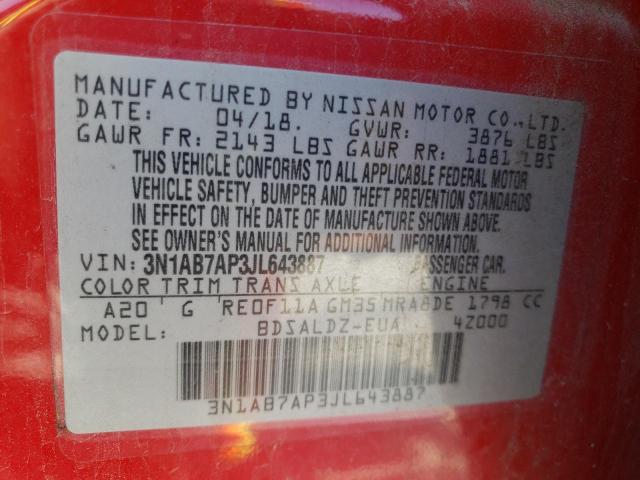 MANUFACTURED BY NISSAN MOTOR CO.,LTD.
DATE: 04/18. GVWR: 3876 LBS
GAWR FR: 2143 LBS GAWR RR: 1881 LBS
THIS VEHICLE CONFORMS TO ALL APPLICABLE FEDERAL MOTOR
VEHICLE SAFETY, BUMPER AND THEFT PREVENTION STANDARDS
IN EFFECT ON THE DATE OF MANUFACTURE SHOWN ABOVE.
SEE OWNER'S MANUAL FOR ADDITIONAL INFORMATION.
VIN: 3N1AB7AP3JL643887 PASSENGER CAR.
COLOR TRIM TRANS AXLE ENGINE
A20 G RE0F11A GM35 MRA8DE 1798 CC
MODEL: BDSALDZ-EUA 4Z000
3N1AB7AP3JL643887